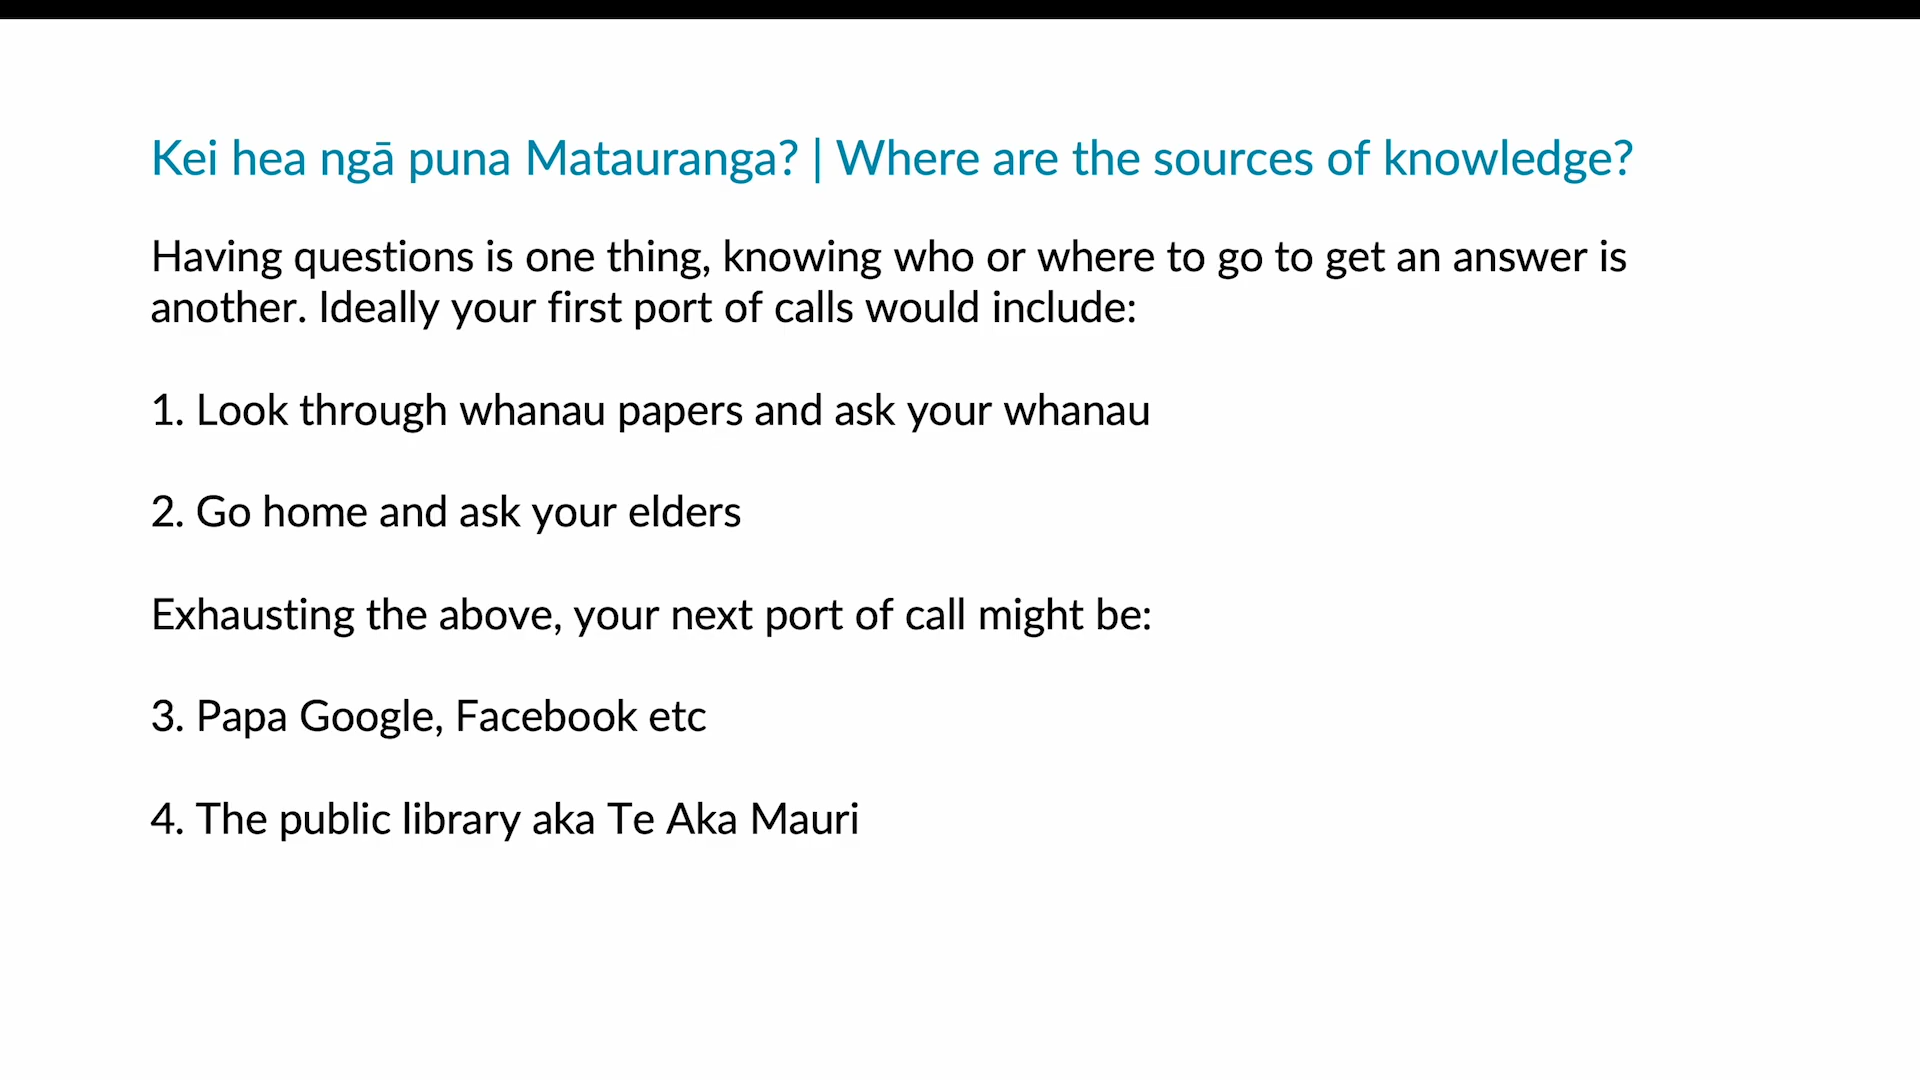 Kei hea ngā puna Matauranga? | Where are the sources of knowledge?
Having questions is one thing, knowing who or where to go to get an answer is
another. Ideally your first port of calls would include:
1. Look through whanau papers and ask your whanau
2. Go home and ask your elders
Exhausting the above, your next port of call might be:
3. Papa Google, Facebook etc
4. The public library aka Te Aka Mauri